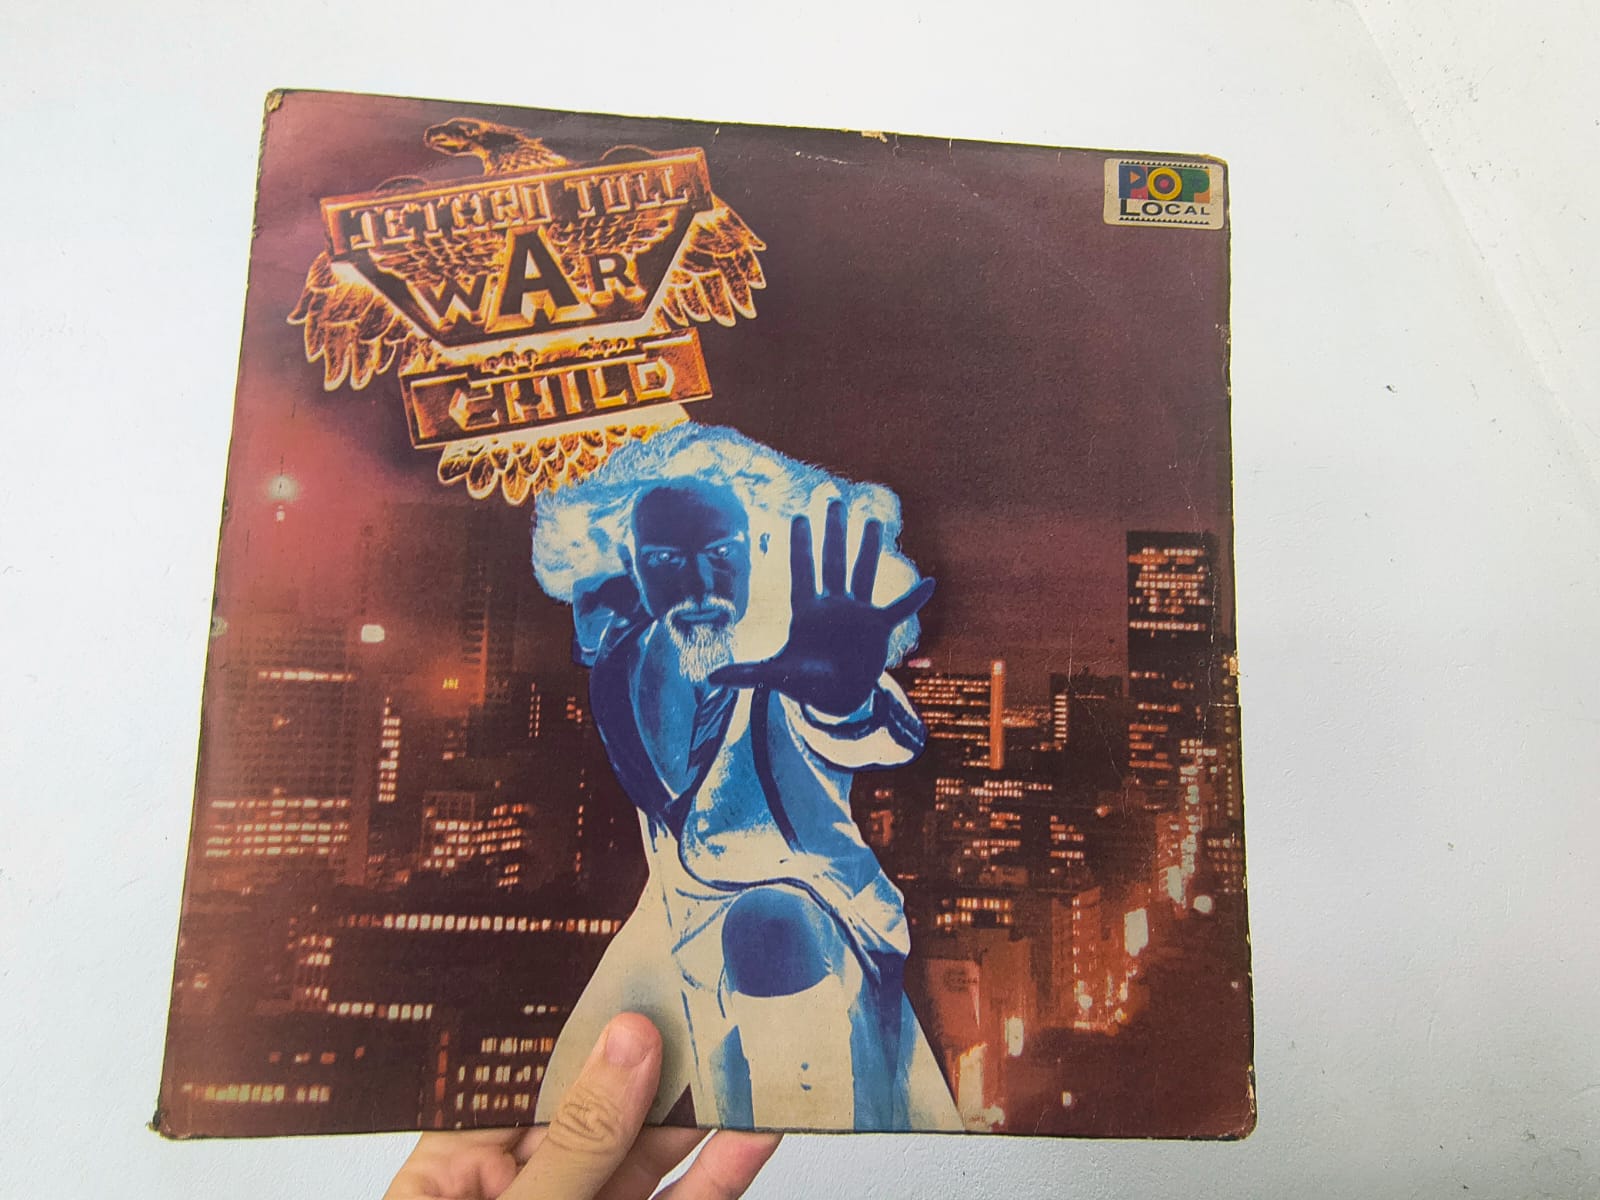 JETHRO TULL
WAR
CHILD
POP
LOCAL